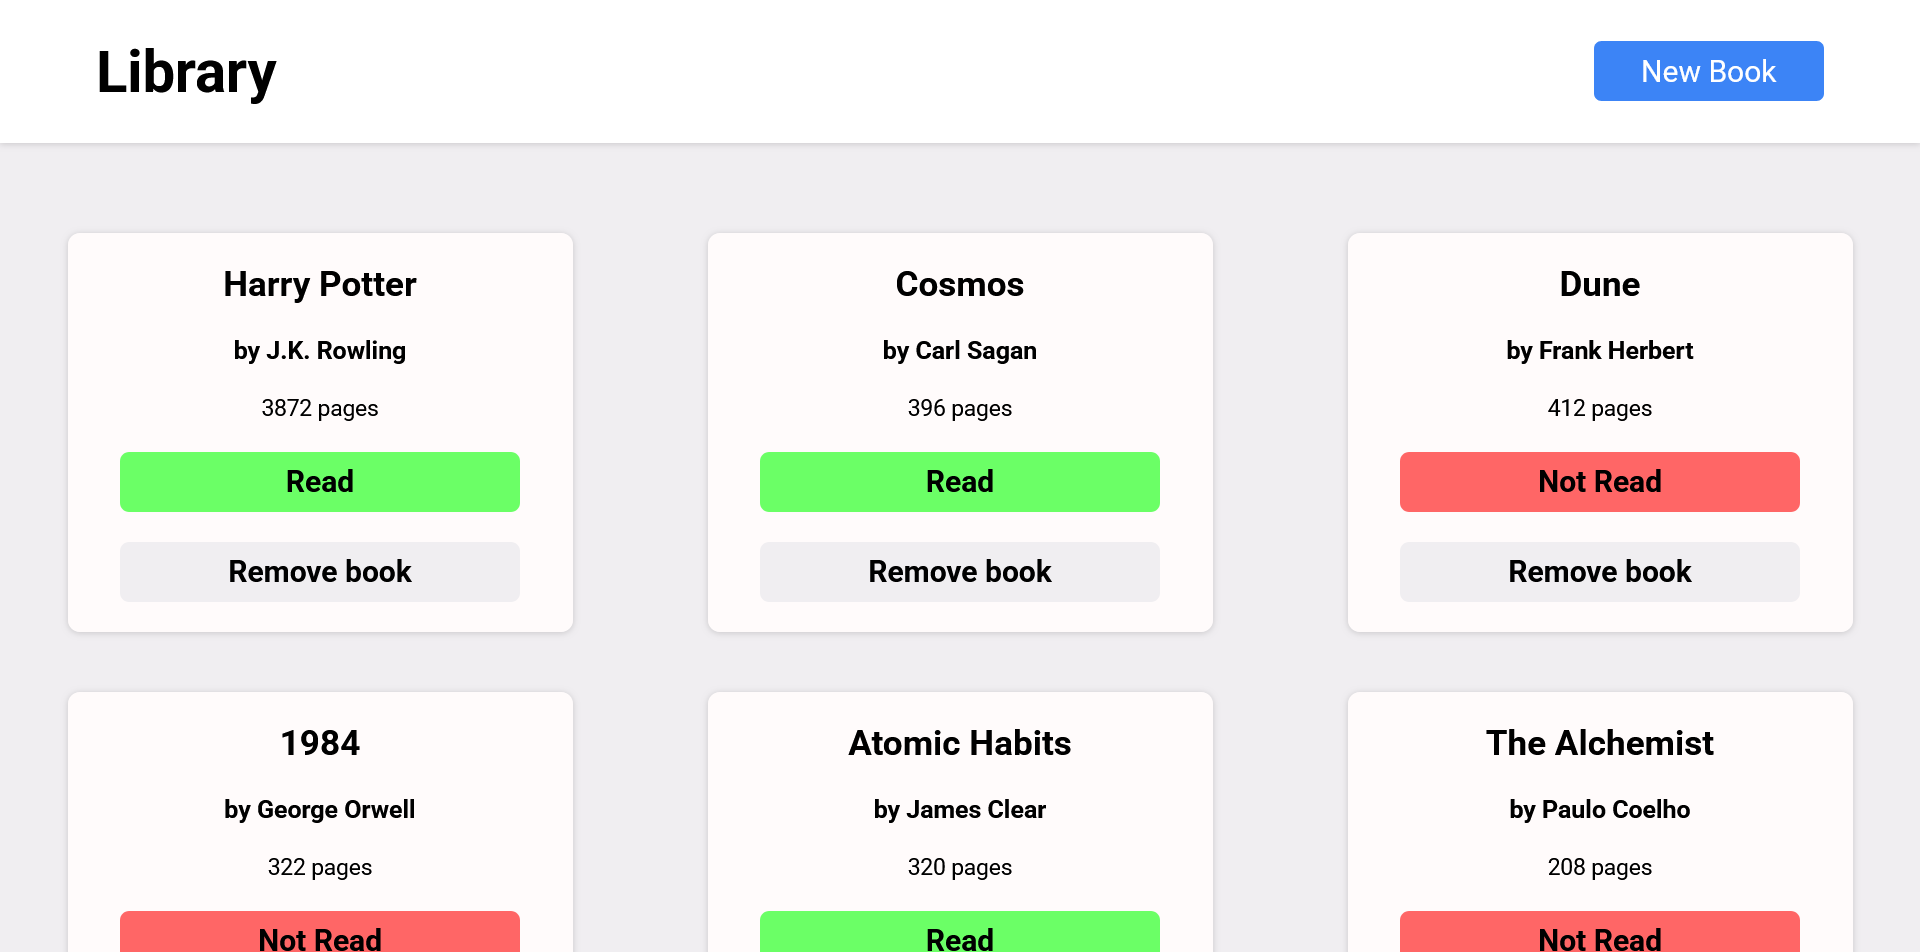 Library
New Book
Harry Potter
by J.K. Rowling
3872 pages
Read
Remove book
Cosmos
by Carl Sagan
396 pages
Read
Remove book
Dune
by Frank Herbert
412 pages
Not Read
Remove book
1984
by George Orwell
322 pages
Not Read
Atomic Habits
by James Clear
320 pages
Read
The Alchemist
by Paulo Coelho
208 pages
Not Read